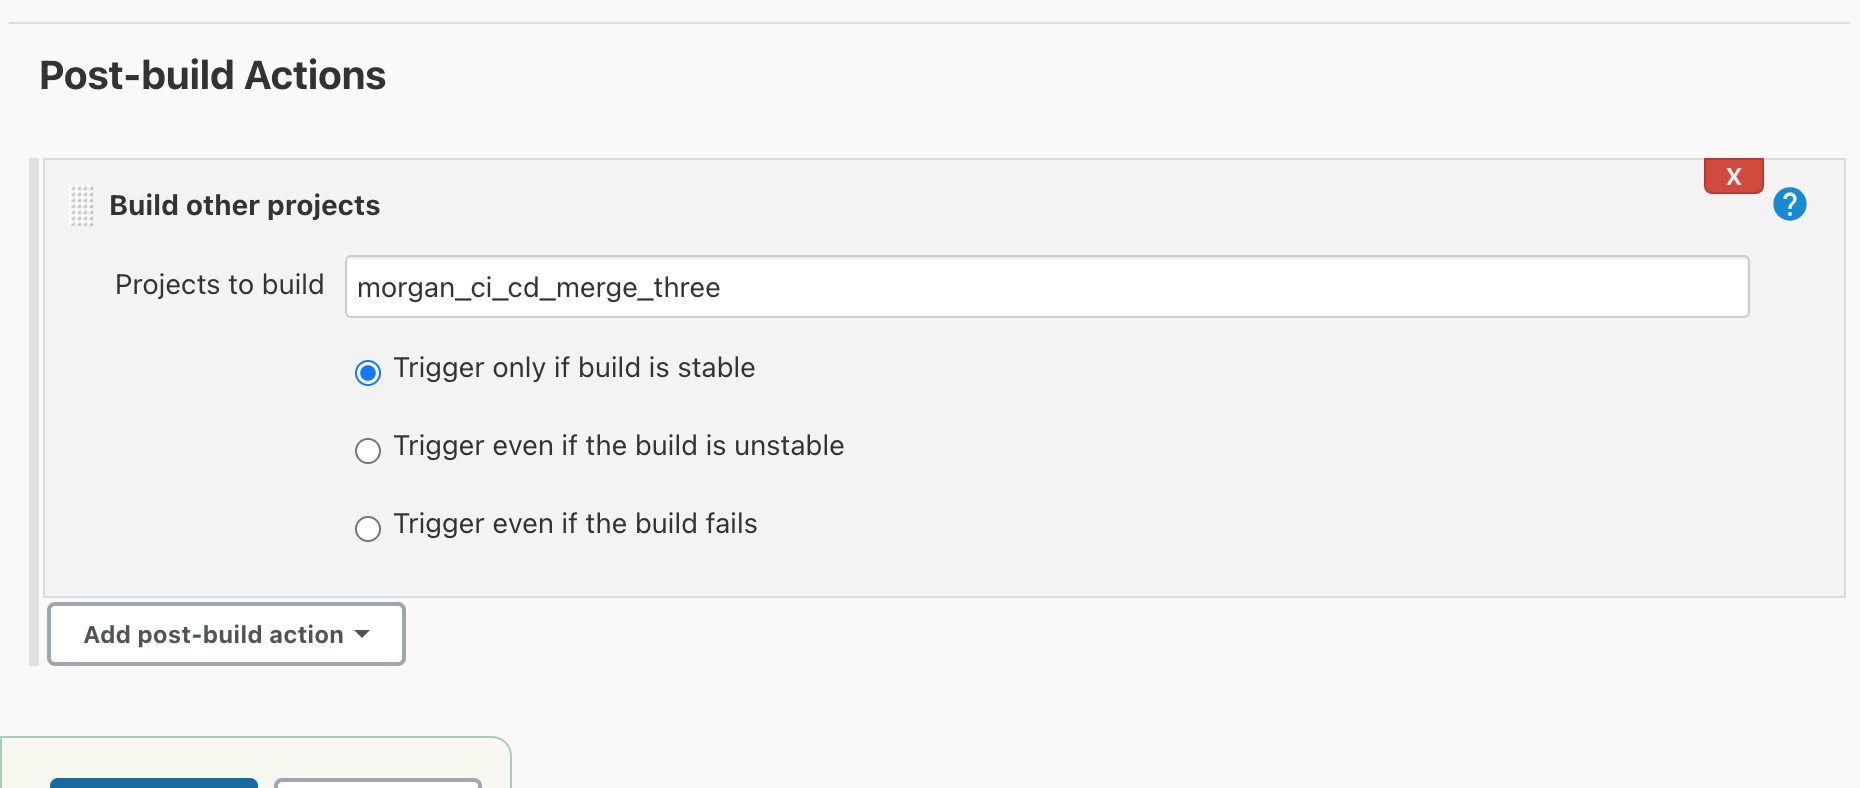 Post-build Actions
X
Build other projects
?
Projects to build
morgan_ci_cd_merge_three
Trigger only if build is stable
Trigger even if the build is unstable
Trigger even if the build fails
Add post-build action